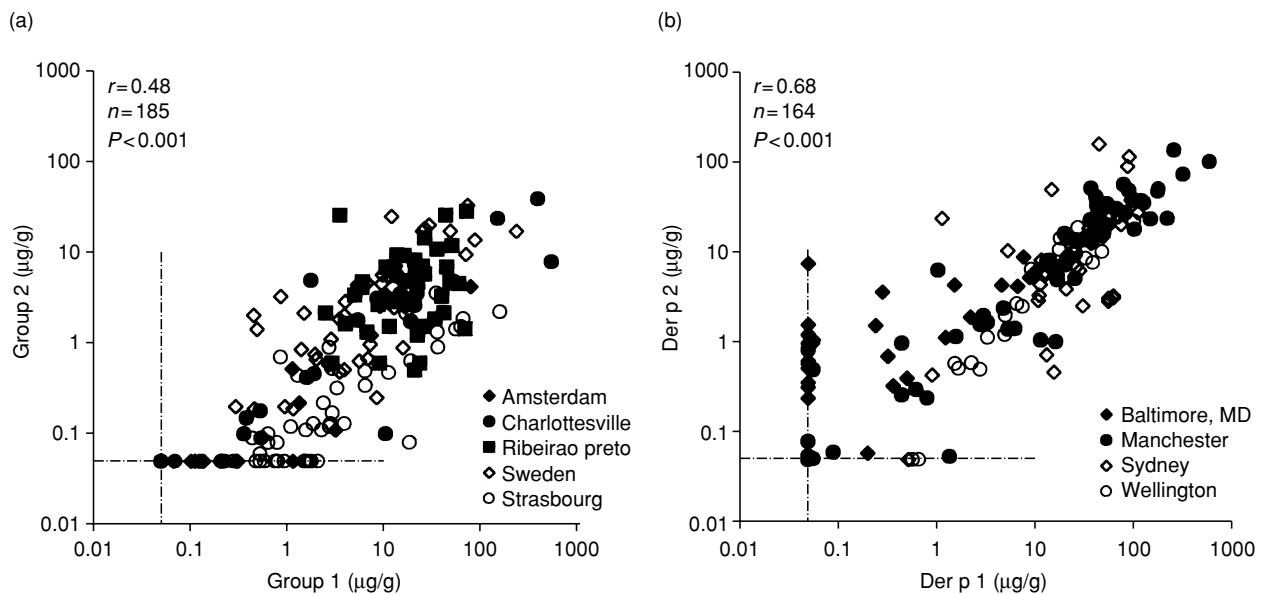 (a)
1000
100
10
1
0.1
0.01
Group 2 (μg/g)
r=0.48
n=185
P<0.001
Amsterdam
Charlottesville
Ribeirao preto
Sweden
Strasbourg
0.01 0.1 1 10 100 1000
Group 1 (μg/g)
(b)
1000
100
10
1
0.1
0.01
Der p 2 (μg/g)
r=0.68
n=164
P<0.001
Baltimore, MD
Manchester
Sydney
Wellington
0.01 0.1 1 10 100 1000
Der p 1 (μg/g)